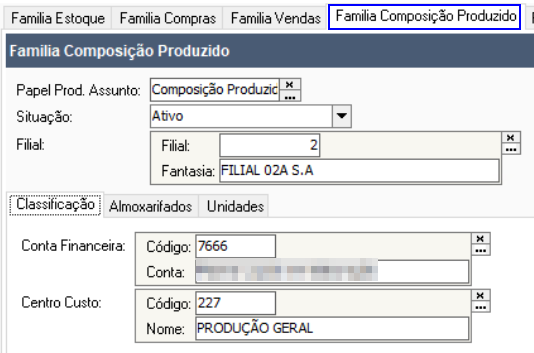 Familia Estoque Familia Compras Familia Vendas Familia Composição Produzido
Familia Composição Produzido
Papel Prod. Assunto: Composição Produzid
Situação: Ativo
Filial: Filial: 2
Fantasia: FILIAL 02A S.A
Classificação Almoxarifados Unidades
Conta Financeira: Código: 7666
Conta:
Centro Custo: Código: 227
Nome: PRODUÇÃO GERAL